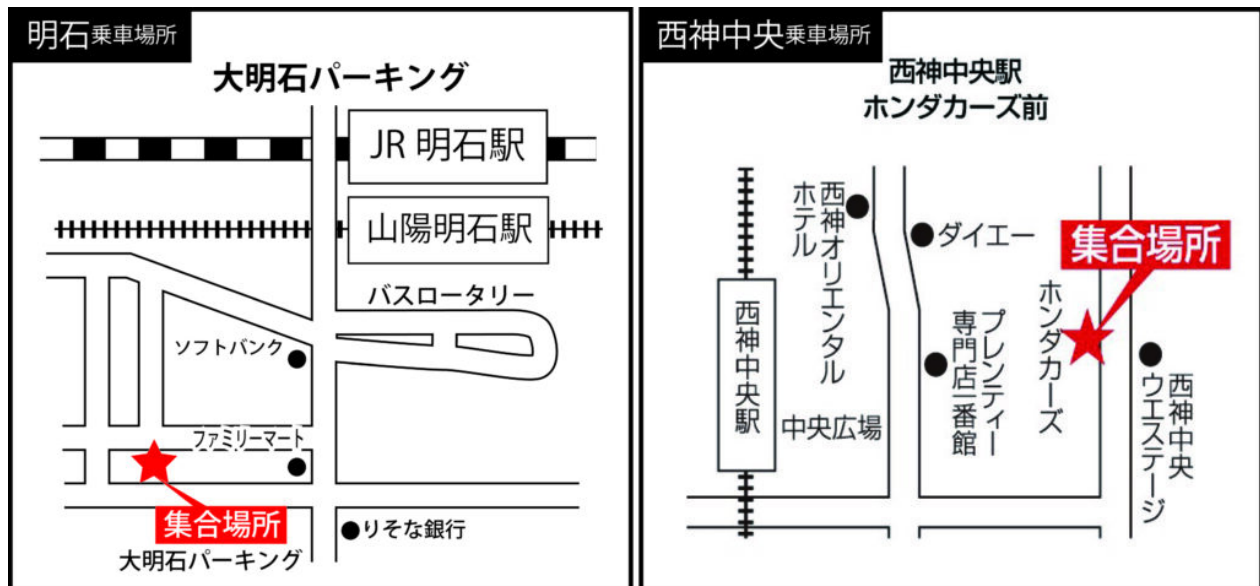 明石乗車場所
大明石パーキング
JR 明石駅
山陽明石駅
バスロータリー
ソフトバンク
ファミリーマート
集合場所
りそな銀行
大明石パーキング
西神中央乗車場所
西神中央駅
ホンダカーズ前
西神オリエンタル
ホテル
ダイエー
集合場所
西神中央駅
中央広場
プレンティー
専門店一番館
ホンダカーズ
西神中央
ウエステージ